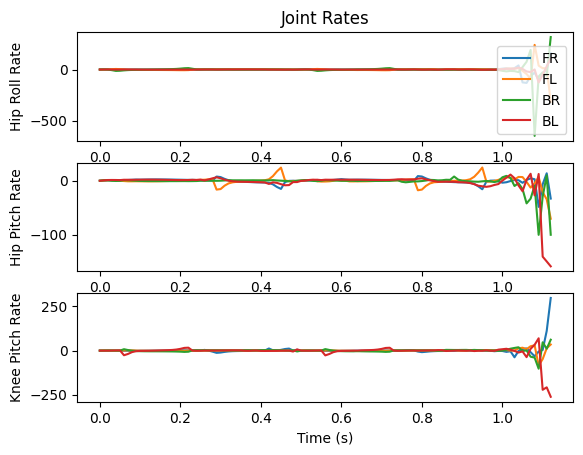 Joint Rates
Hip Roll Rate
0
−500
0.0 0.2 0.4 0.6 0.8 1.0
FR
FL
BR
BL
Hip Pitch Rate
0
−100
0.0 0.2 0.4 0.6 0.8 1.0
Knee Pitch Rate
250
0
−250
0.0 0.2 0.4 0.6 0.8 1.0
Time (s)